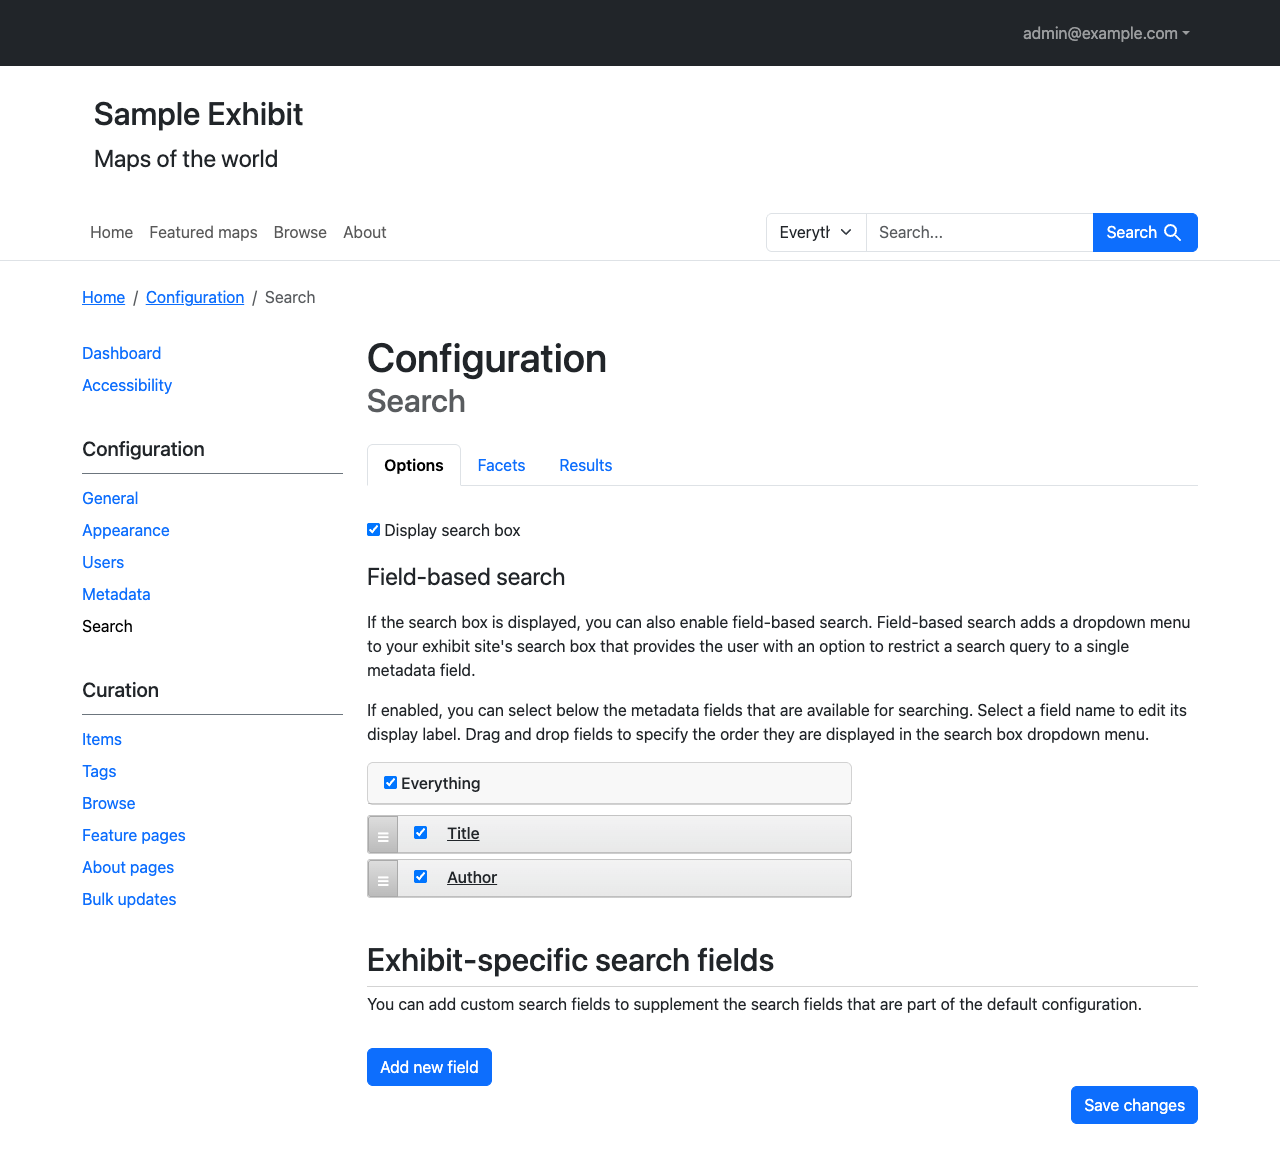 admin@example.com
Sample Exhibit
Maps of the world
Home Featured maps Browse About
Everyth Search... Search
Home / Configuration / Search
Dashboard
Accessibility
Configuration
General
Appearance
Users
Metadata
Search
Curation
Items
Tags
Browse
Feature pages
About pages
Bulk updates
Configuration
Search
Options Facets Results
Display search box
Field-based search
If the search box is displayed, you can also enable field-based search. Field-based search adds a dropdown menu
to your exhibit site's search box that provides the user with an option to restrict a search query to a single
metadata field.
If enabled, you can select below the metadata fields that are available for searching. Select a field name to edit its
display label. Drag and drop fields to specify the order they are displayed in the search box dropdown menu.
Everything
Title
Author
Exhibit-specific search fields
You can add custom search fields to supplement the search fields that are part of the default configuration.
Add new field
Save changes